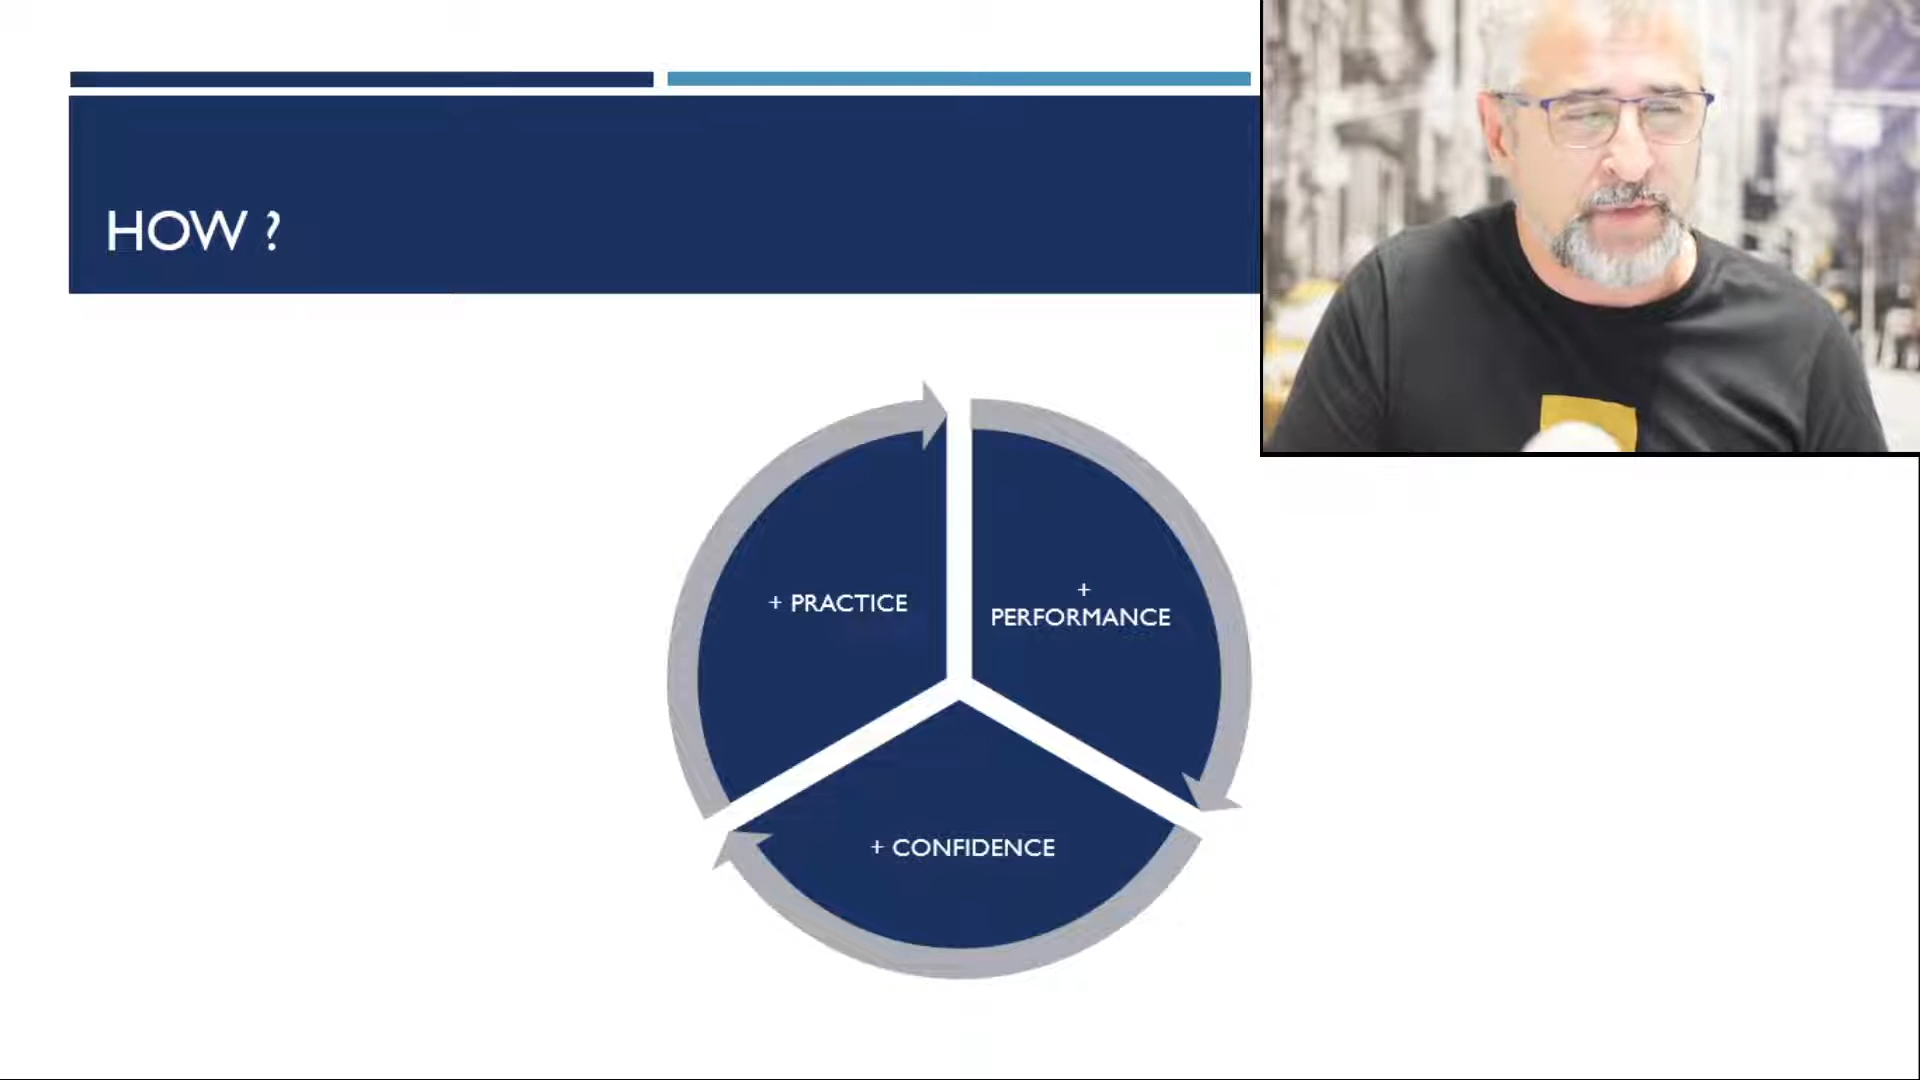 HOW ?
+ PRACTICE
+
PERFORMANCE
+ CONFIDENCE